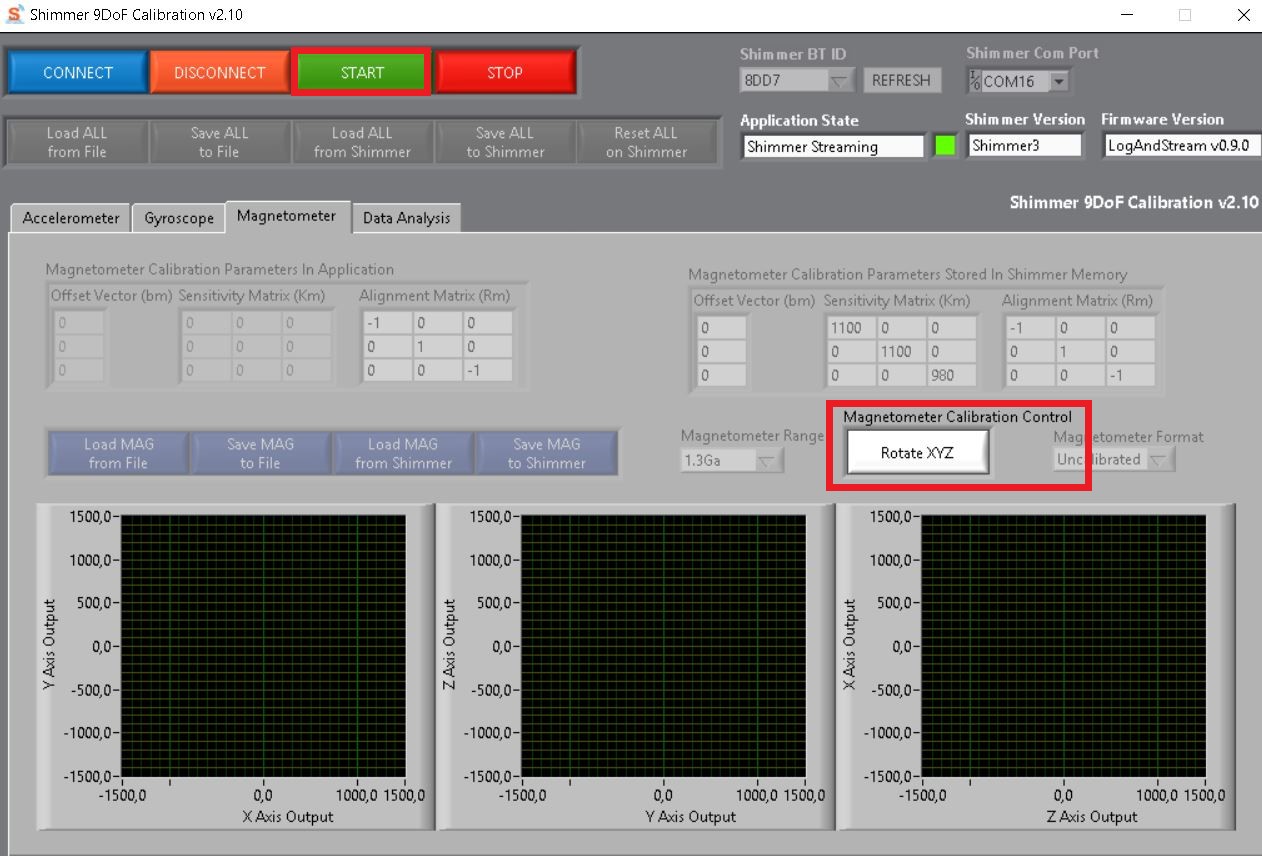 Shimmer 9DoF Calibration v2.10
CONNECT DISCONNECT START STOP
Shimmer BT ID
8DD7 REFRESH
Shimmer Com Port
COM16
Load ALL
from File
Save ALL
to File
Load ALL
from Shimmer
Save ALL
to Shimmer
Reset ALL
on Shimmer
Application State
Shimmer Streaming
Shimmer Version
Shimmer3
Firmware Version
LogAndStream v0.9.0
Shimmer 9DoF Calibration v2.10
Accelerometer Gyroscope Magnetometer Data Analysis
Magnetometer Calibration Parameters In Application
Offset Vector (bm) Sensitivity Matrix (Km) Alignment Matrix (Rm)
0 0 0 0 -1 0 0
0 0 0 0 0 1 0
0 0 0 0 0 0 -1
Magnetometer Calibration Parameters Stored In Shimmer Memory
Offset Vector (bm) Sensitivity Matrix (Km) Alignment Matrix (Rm)
0 1100 0 0 -1 0 0
0 0 1100 0 0 1 0
0 0 0 980 0 0 -1
Load MAG
from File
Save MAG
to File
Load MAG
from Shimmer
Save MAG
to Shimmer
Magnetometer Range
1.3Ga
Magnetometer Calibration Control
Rotate XYZ
Magnetometer Format
Uncalibrated
Y Axis Output
1500,0
1000,0
500,0
0,0
-500,0
-1000,0
-1500,0
-1500,0 0,0 1000,0 1500,0
X Axis Output
Z Axis Output
1500,0
1000,0
500,0
0,0
-500,0
-1000,0
-1500,0
-1500,0 0,0 1000,0 1500,0
Y Axis Output
X Axis Output
1500,0
1000,0
500,0
0,0
-500,0
-1000,0
-1500,0
-1500,0 0,0 1000,0 1500,0
Z Axis Output